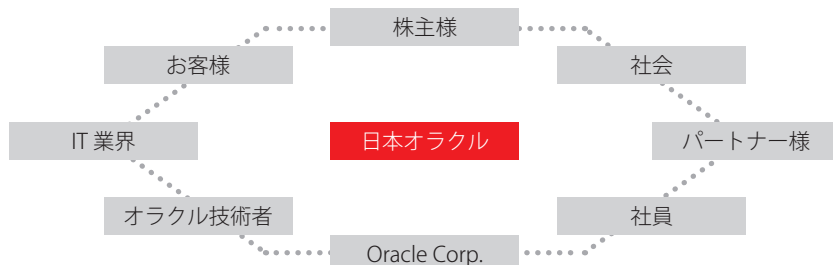 株主様
お客様
社会
IT 業界
日本オラクル
パートナー様
オラクル技術者
社員
Oracle Corp.